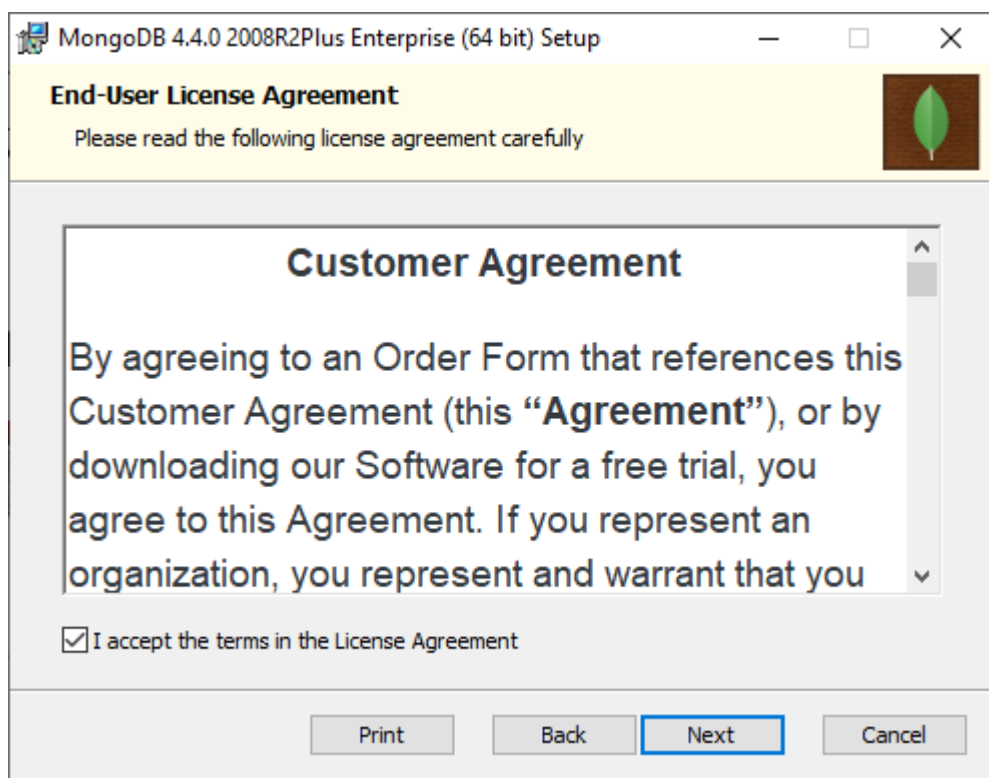 MongoDB 4.4.0 2008R2Plus Enterprise (64 bit) Setup
End-User License Agreement
Please read the following license agreement carefully
Customer Agreement
By agreeing to an Order Form that references this
Customer Agreement (this “Agreement”), or by
downloading our Software for a free trial, you
agree to this Agreement. If you represent an
organization, you represent and warrant that you
I accept the terms in the License Agreement
Print Back Next Cancel